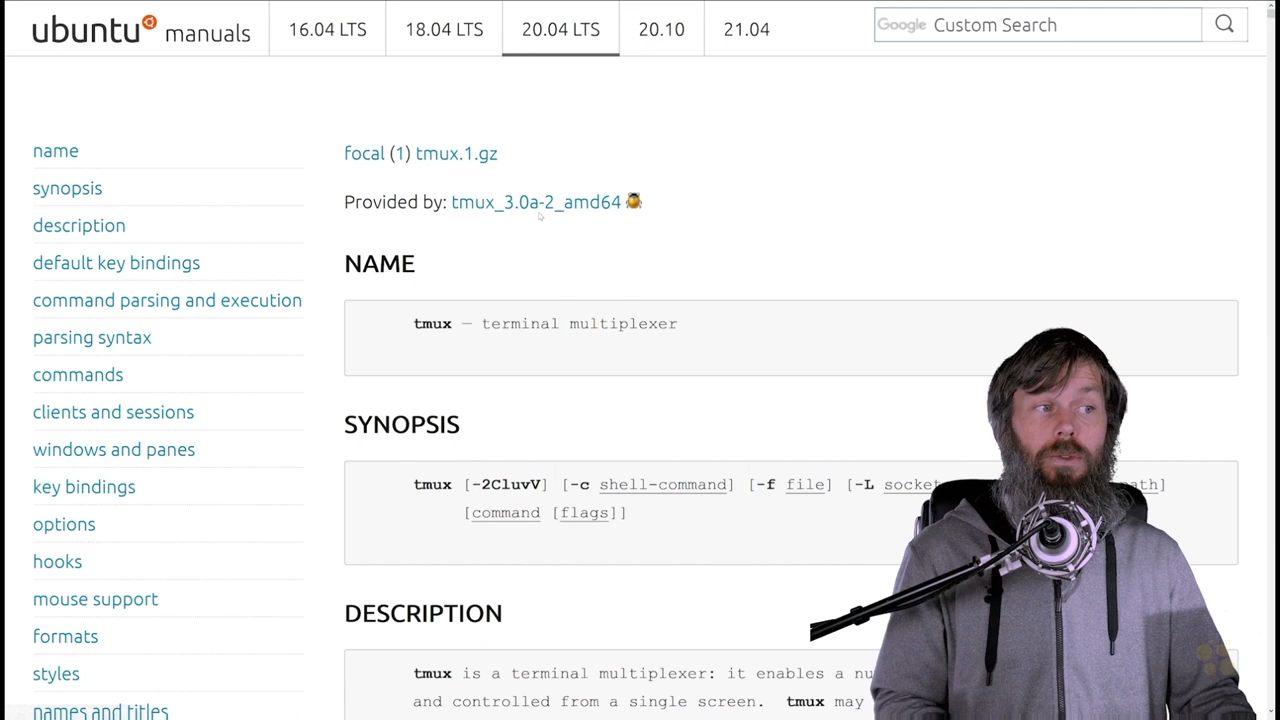 ubuntu manuals
16.04 LTS
18.04 LTS
20.04 LTS
20.10
21.04
Google Custom Search
name
synopsis
description
default key bindings
command parsing and execution
parsing syntax
commands
clients and sessions
windows and panes
key bindings
options
hooks
mouse support
formats
styles
names and titles
focal (1) tmux.1.gz
Provided by: tmux_3.0a-2_amd64
NAME
tmux — terminal multiplexer
SYNOPSIS
tmux [-2CluvV] [-c shell-command] [-f file] [-L socket
[command [flags]]
DESCRIPTION
tmux is a terminal multiplexer: it enables a
and controlled from a single screen. tmux may